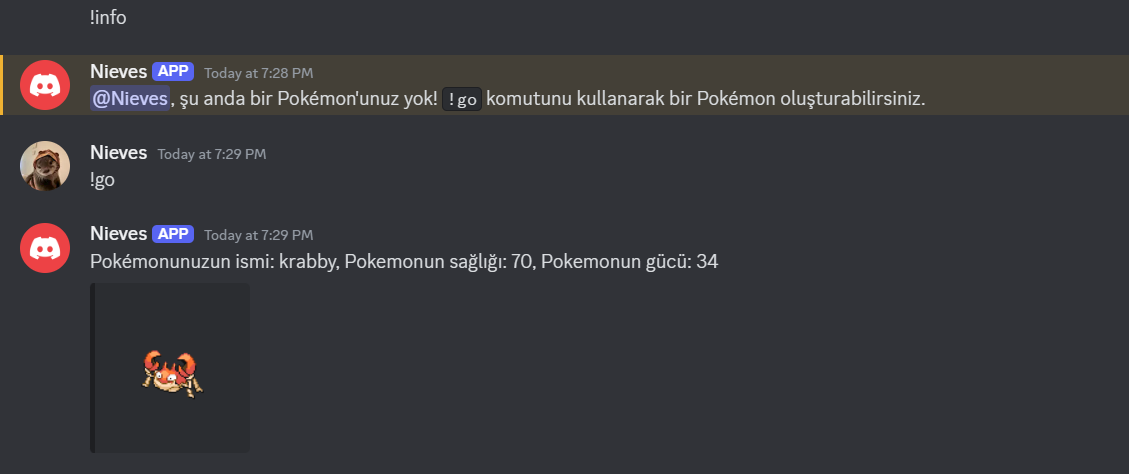 !info
Nieves APP Today at 7:28 PM
@Nieves, şu anda bir Pokémon'unuz yok! !go komutunu kullanarak bir Pokémon oluşturabilirsiniz.
Nieves Today at 7:29 PM
!go
Nieves APP Today at 7:29 PM
Pokémonunuzun ismi: krabby, Pokemonun sağlığı: 70, Pokemonun gücü: 34